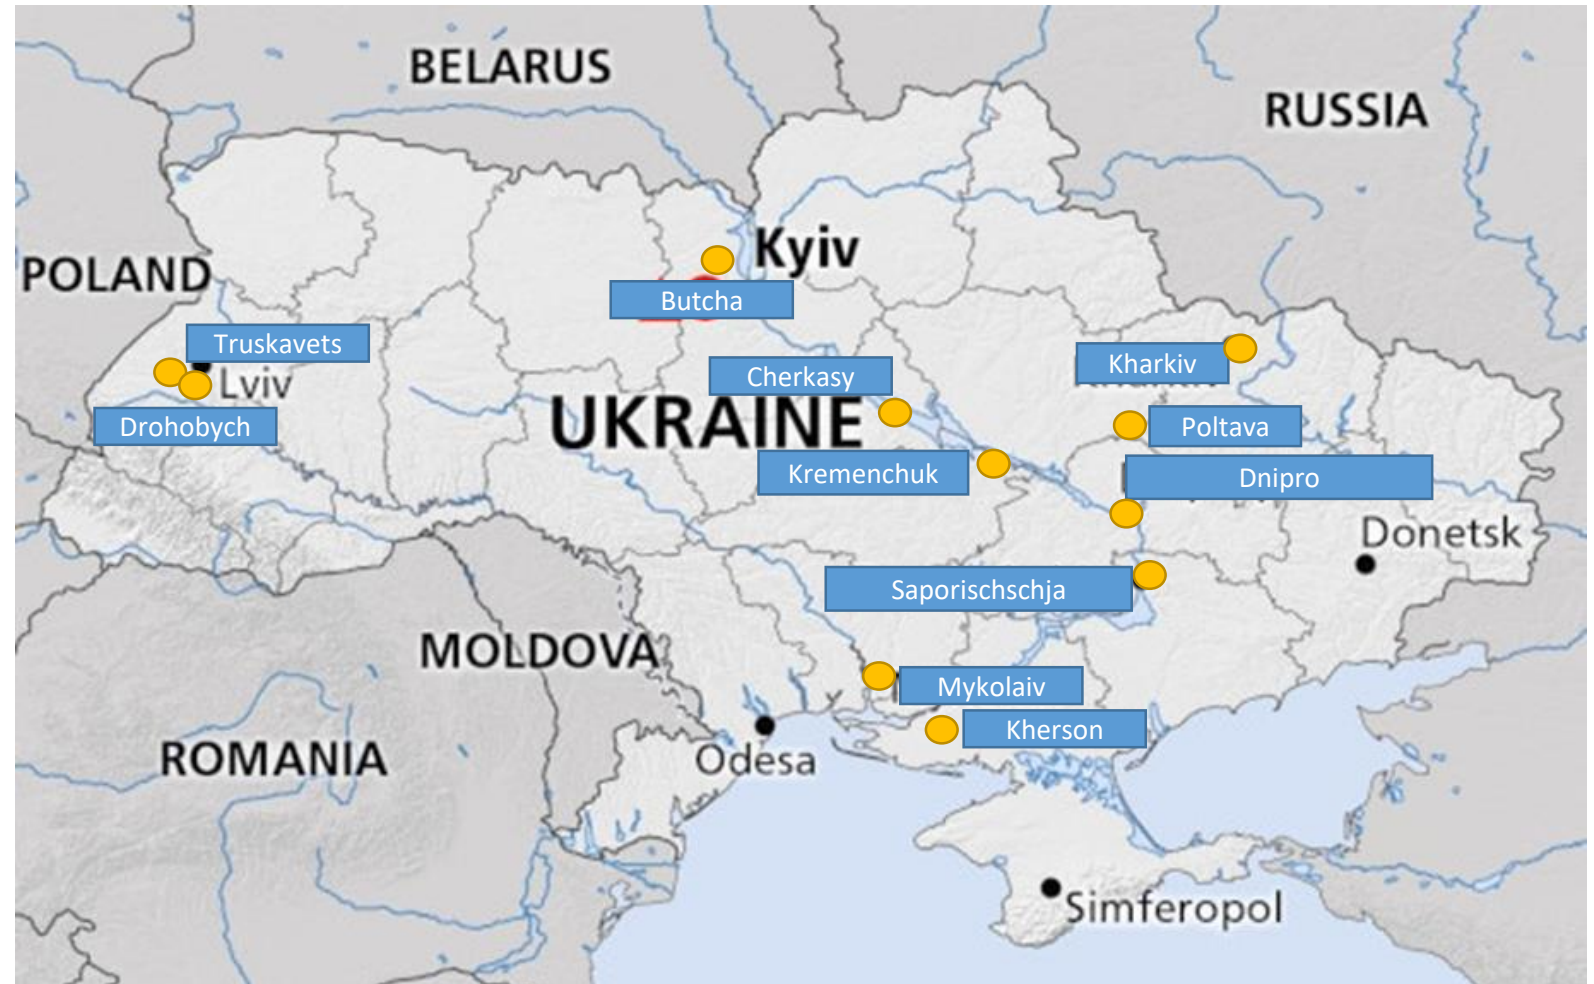 BELARUS
RUSSIA
Kyiv
POLAND
Butcha
Truskavets
Lviv
Kharkiv
Cherkasy
UKRAINE
Drohobych
Poltava
Kremenchuk
Dnipro
Donetsk
Saporischschja
MOLDOVA
Mykolaiv
Kherson
Odesa
ROMANIA
Simferopol